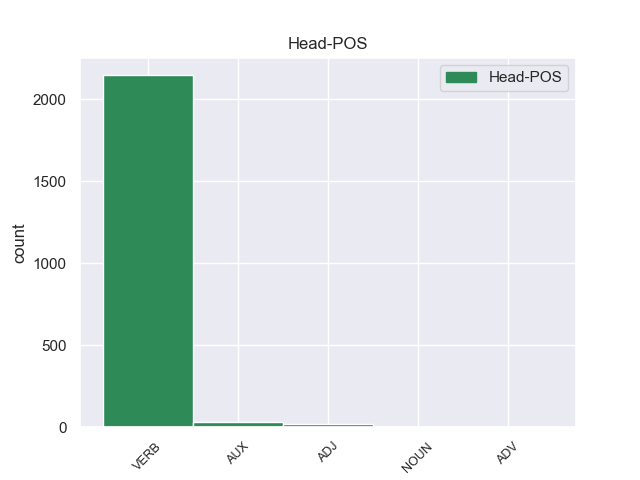 Head-POS
Head-POS
count
2000
1500
1000
500
0
VERB
AUX
ADJ
NOUN
ADV